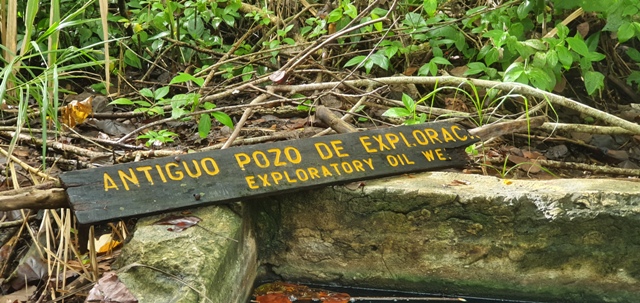 ANTIGUO POZO DE EXPLORAC
EXPLORATORY OIL WE